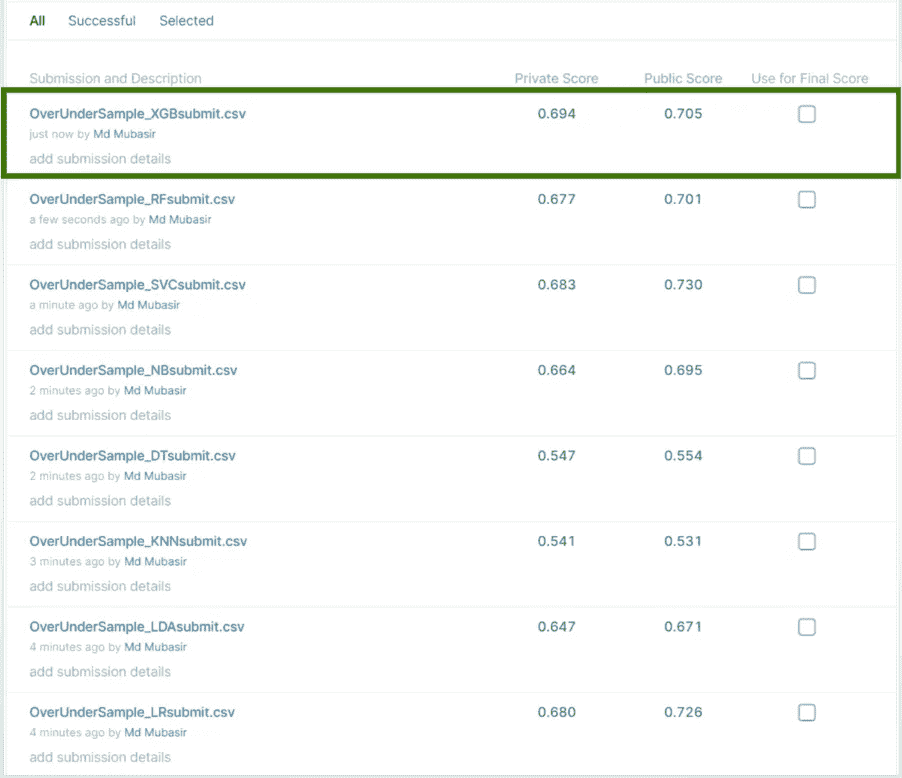 All Successful Selected
Submission and Description Private Score Public Score Use for Final Score
OverUnderSample_XGBsubmit.csv 0.694 0.705
just now by Md Mubasir
add submission details
OverUnderSample_RFsubmit.csv 0.677 0.701
a few seconds ago by Md Mubasir
add submission details
OverUnderSample_SVCsubmit.csv 0.683 0.730
a minute ago by Md Mubasir
add submission details
OverUnderSample_NBsubmit.csv 0.664 0.695
2 minutes ago by Md Mubasir
add submission details
OverUnderSample_DTsubmit.csv 0.547 0.554
2 minutes ago by Md Mubasir
add submission details
OverUnderSample_KNNsubmit.csv 0.541 0.531
3 minutes ago by Md Mubasir
add submission details
OverUnderSample_LDAsubmit.csv 0.647 0.671
4 minutes ago by Md Mubasir
add submission details
OverUnderSample_LRsubmit.csv 0.680 0.726
4 minutes ago by Md Mubasir
add submission details